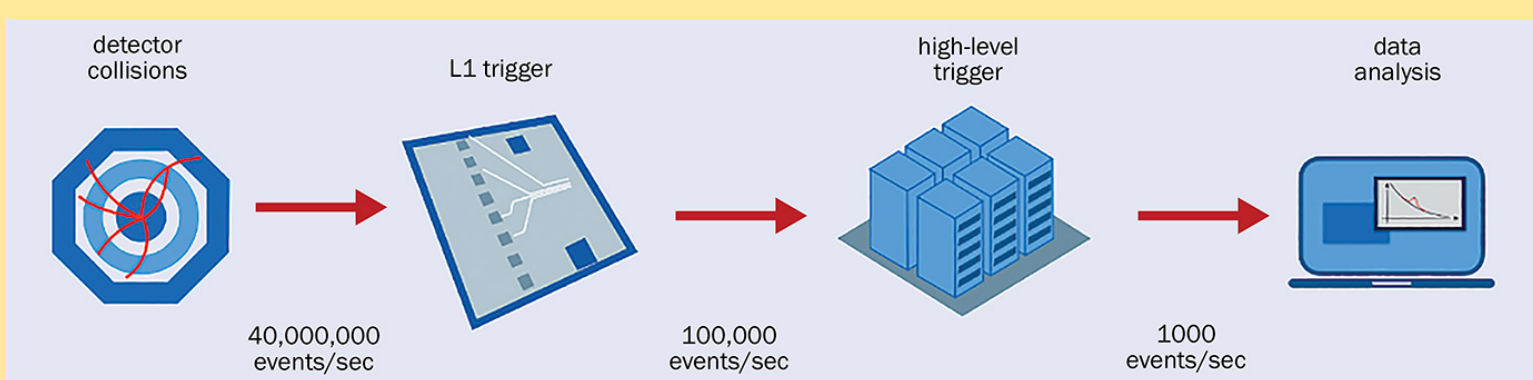 detector
collisions
L1 trigger
high-level
trigger
data
analysis
40,000,000
events/sec
100,000
events/sec
1000
events/sec